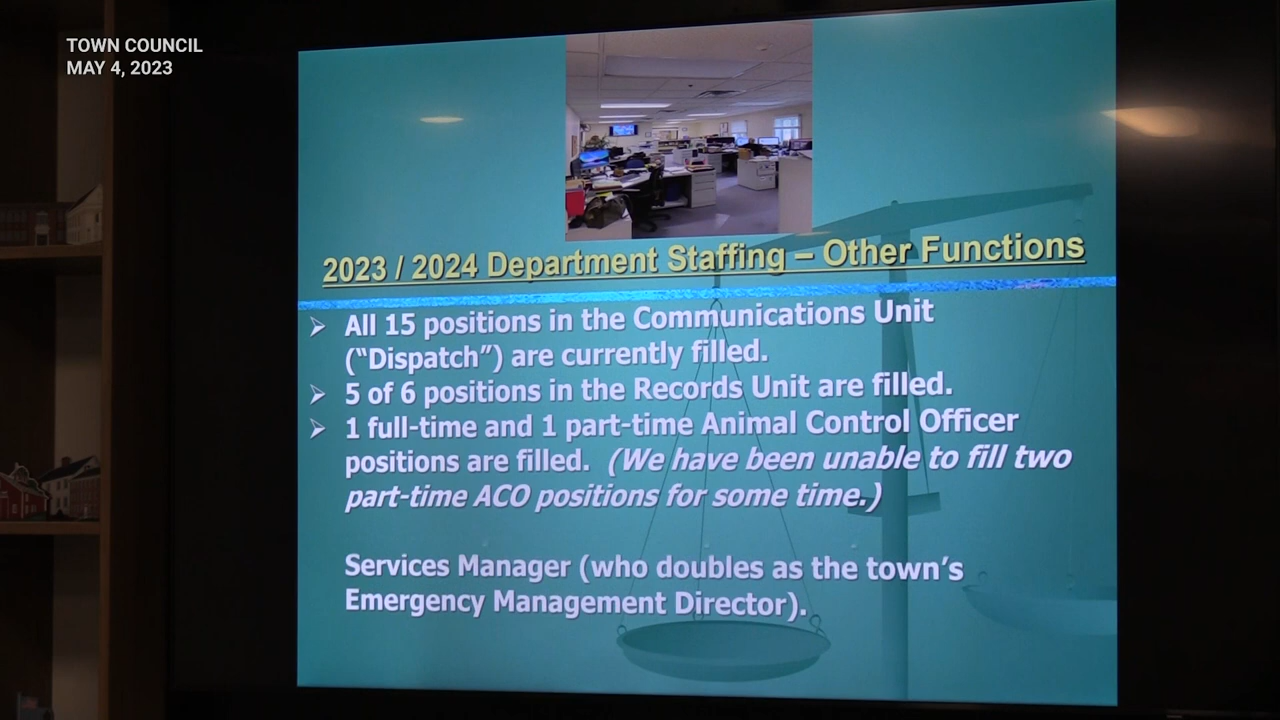 TOWN COUNCIL
MAY 4, 2023
2023 / 2024 Department Staffing – Other Functions
All 15 positions in the Communications Unit
(“Dispatch”) are currently filled.
5 of 6 positions in the Records Unit are filled.
1 full-time and 1 part-time Animal Control Officer
positions are filled. (We have been unable to fill two
part-time ACO positions for some time.)
Services Manager (who doubles as the town’s
Emergency Management Director).